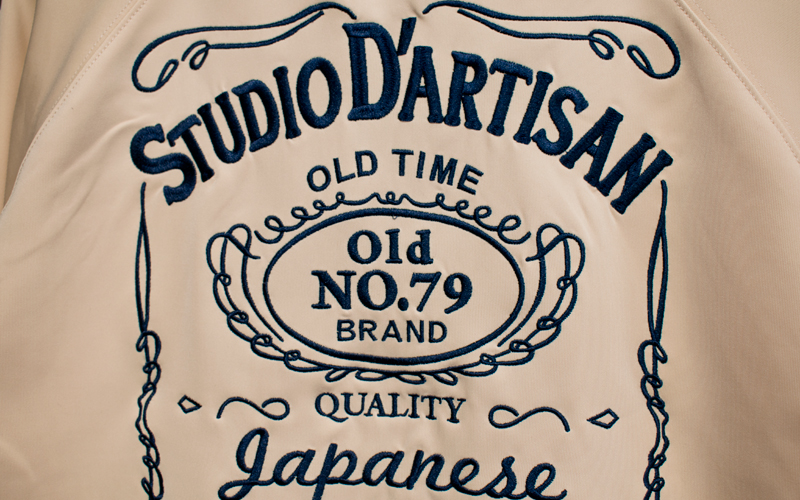 STUDIO D'ARTISAN
OLD TIME
Old
NO.79
BRAND
QUALITY
Japanese